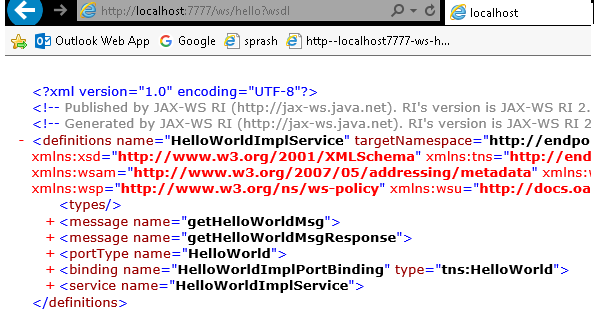 http://localhost:7777/ws/hello?wsdl
localhost
Outlook Web App Google sprash http--localhost7777-ws-h...
<?xml version="1.0" encoding="UTF-8"?>
<!-- Published by JAX-WS RI (http://jax-ws.java.net). RI's version is JAX-WS RI 2.
<!-- Generated by JAX-WS RI (http://jax-ws.java.net). RI's version is JAX-WS RI 2.
- <definitions name="HelloWorldImplService" targetNamespace="http://endpo
xmlns:xsd="http://www.w3.org/2001/XMLSchema" xmlns:tns="http://end
xmlns:wsam="http://www.w3.org/2007/05/addressing/metadata" xmlns:w
xmlns:wsp="http://www.w3.org/ns/ws-policy" xmlns:wsu="http://docs.oa
<types/>
+ <message name="getHelloWorldMsg">
+ <message name="getHelloWorldMsgResponse">
+ <portType name="HelloWorld">
+ <binding name="HelloWorldImplPortBinding" type="tns:HelloWorld">
+ <service name="HelloWorldImplService">
</definitions>